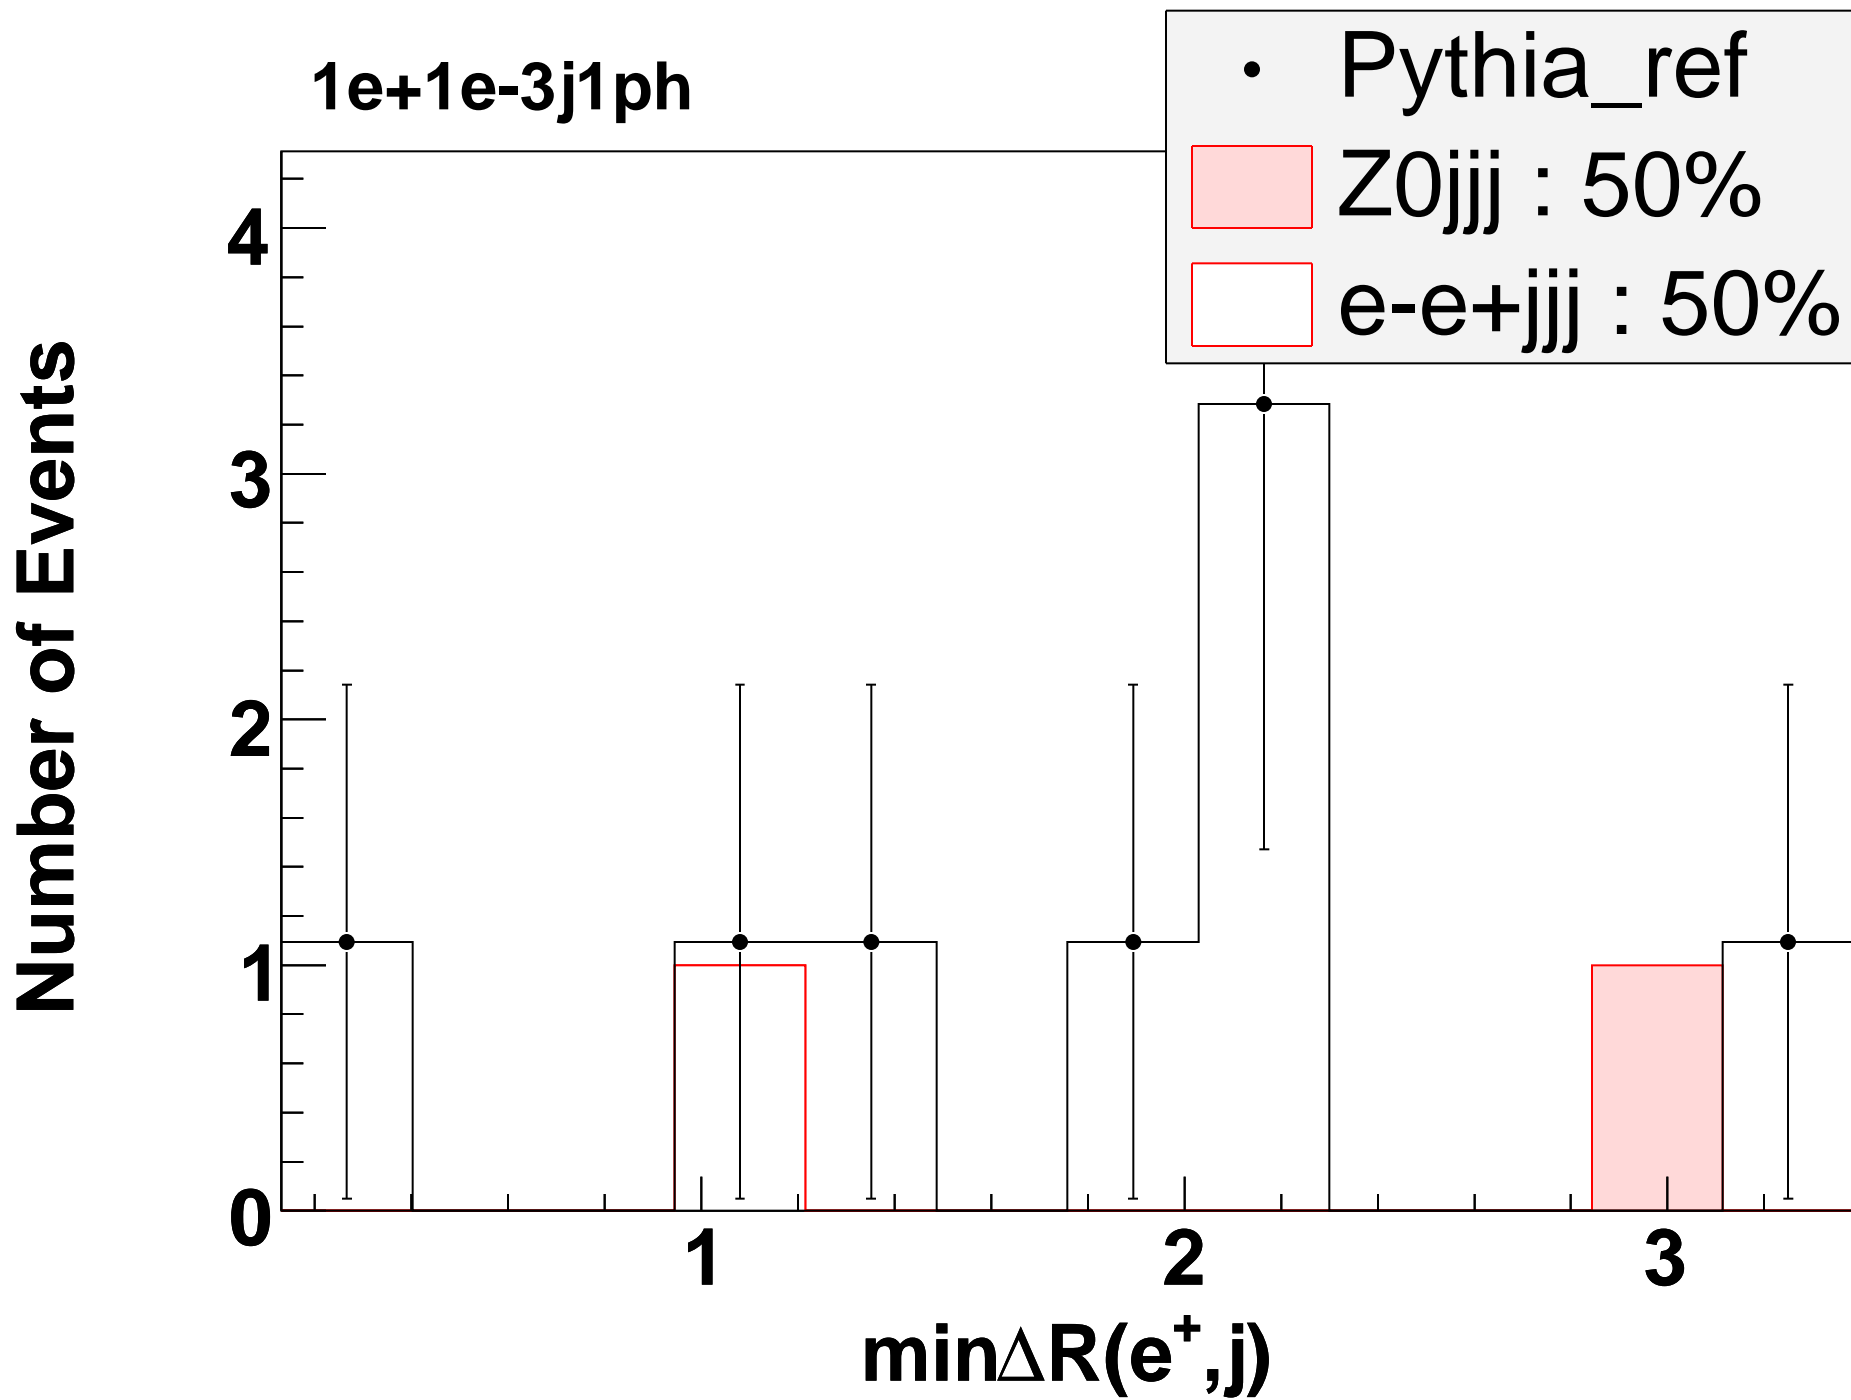 1e+1e-3j1ph
Pythia_ref
Z0jjj : 50%
e-e+jjj : 50%
Number of Events
4
3
2
1
0
1 2 3
minΔR(e⁺,j)